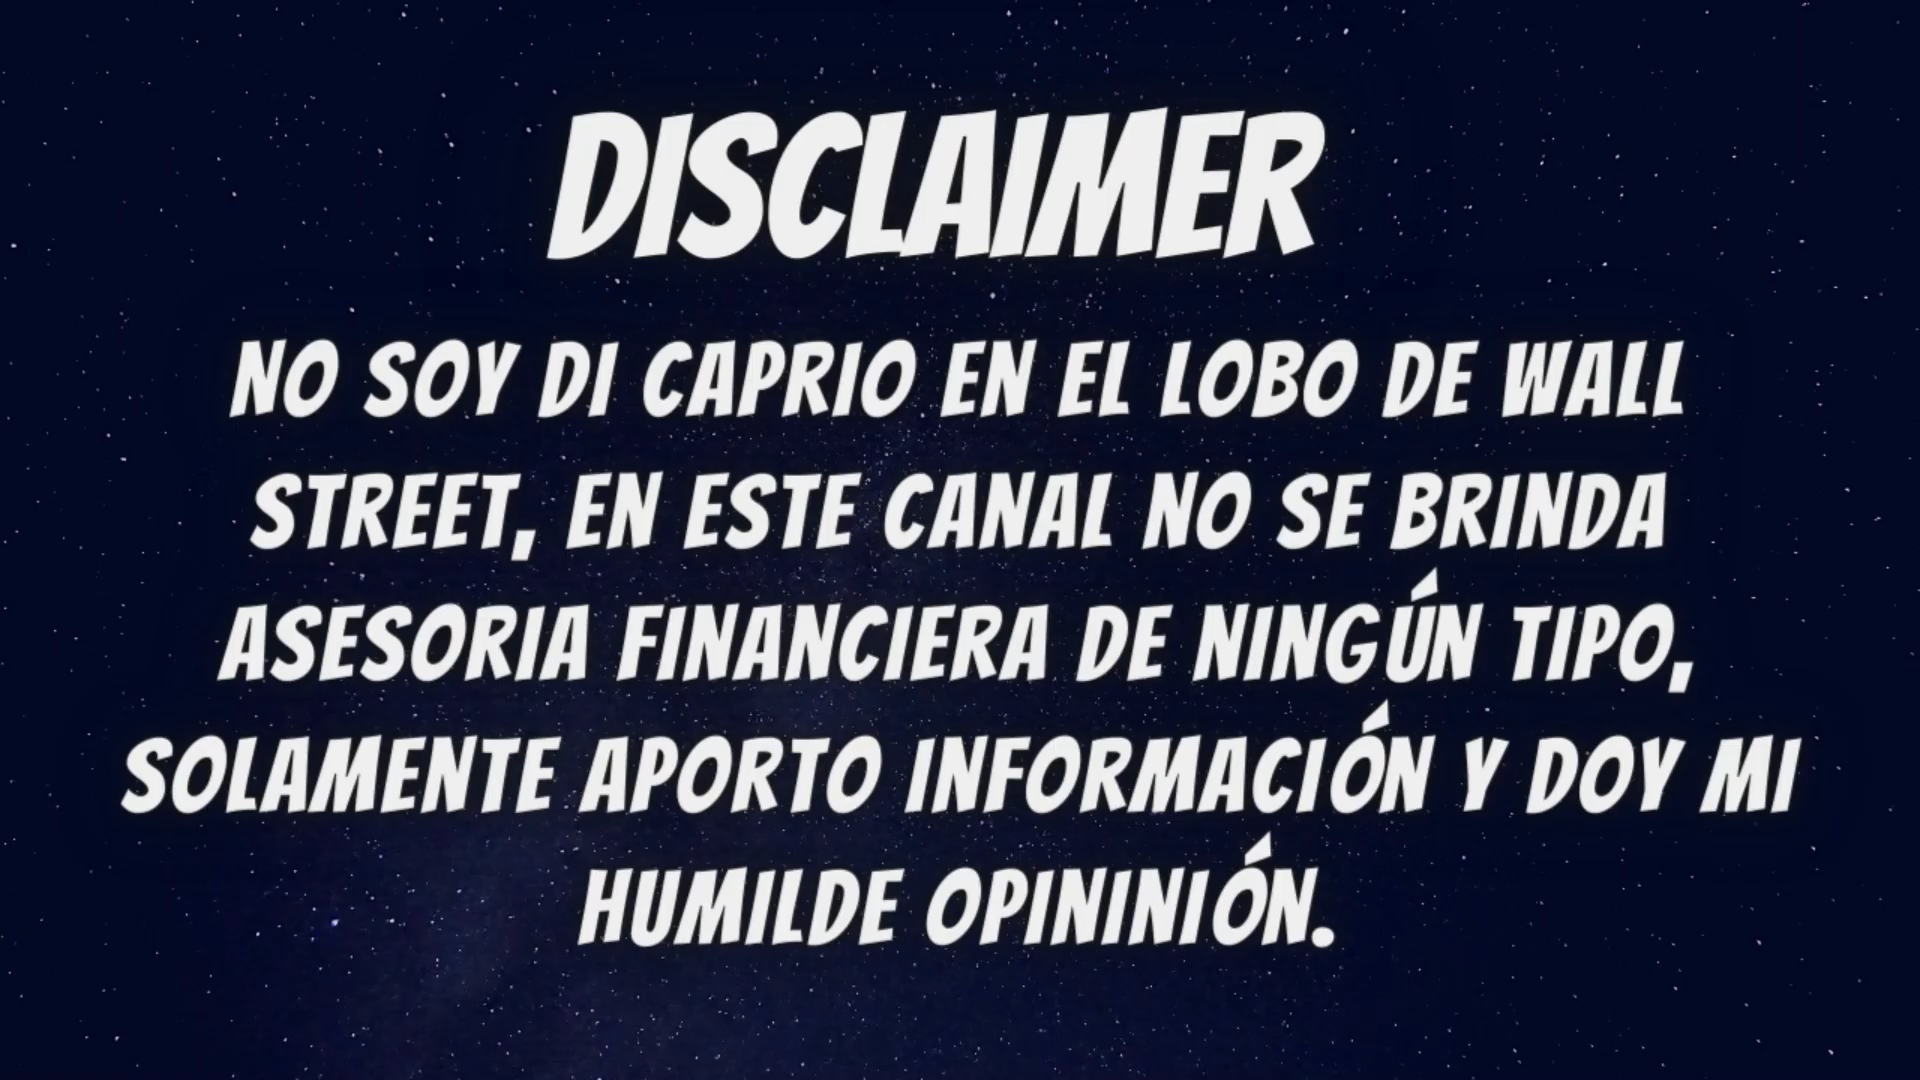 DISCLAIMER
NO SOY DI CAPRIO EN EL LOBO DE WALL
STREET, EN ESTE CANAL NO SE BRINDA
ASESORIA FINANCIERA DE NINGÚN TIPO,
SOLAMENTE APORTO INFORMACIÓN Y DOY MI
HUMILDE OPININIÓN.